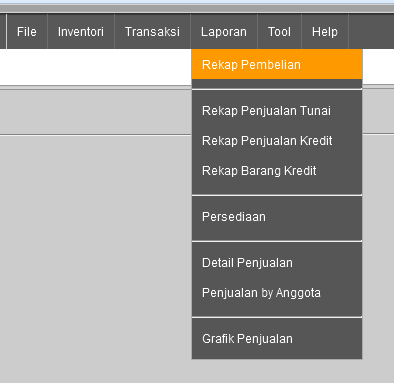 File Inventori Transaksi Laporan Tool Help
Rekap Pembelian
Rekap Penjualan Tunai
Rekap Penjualan Kredit
Rekap Barang Kredit
Persediaan
Detail Penjualan
Penjualan by Anggota
Grafik Penjualan